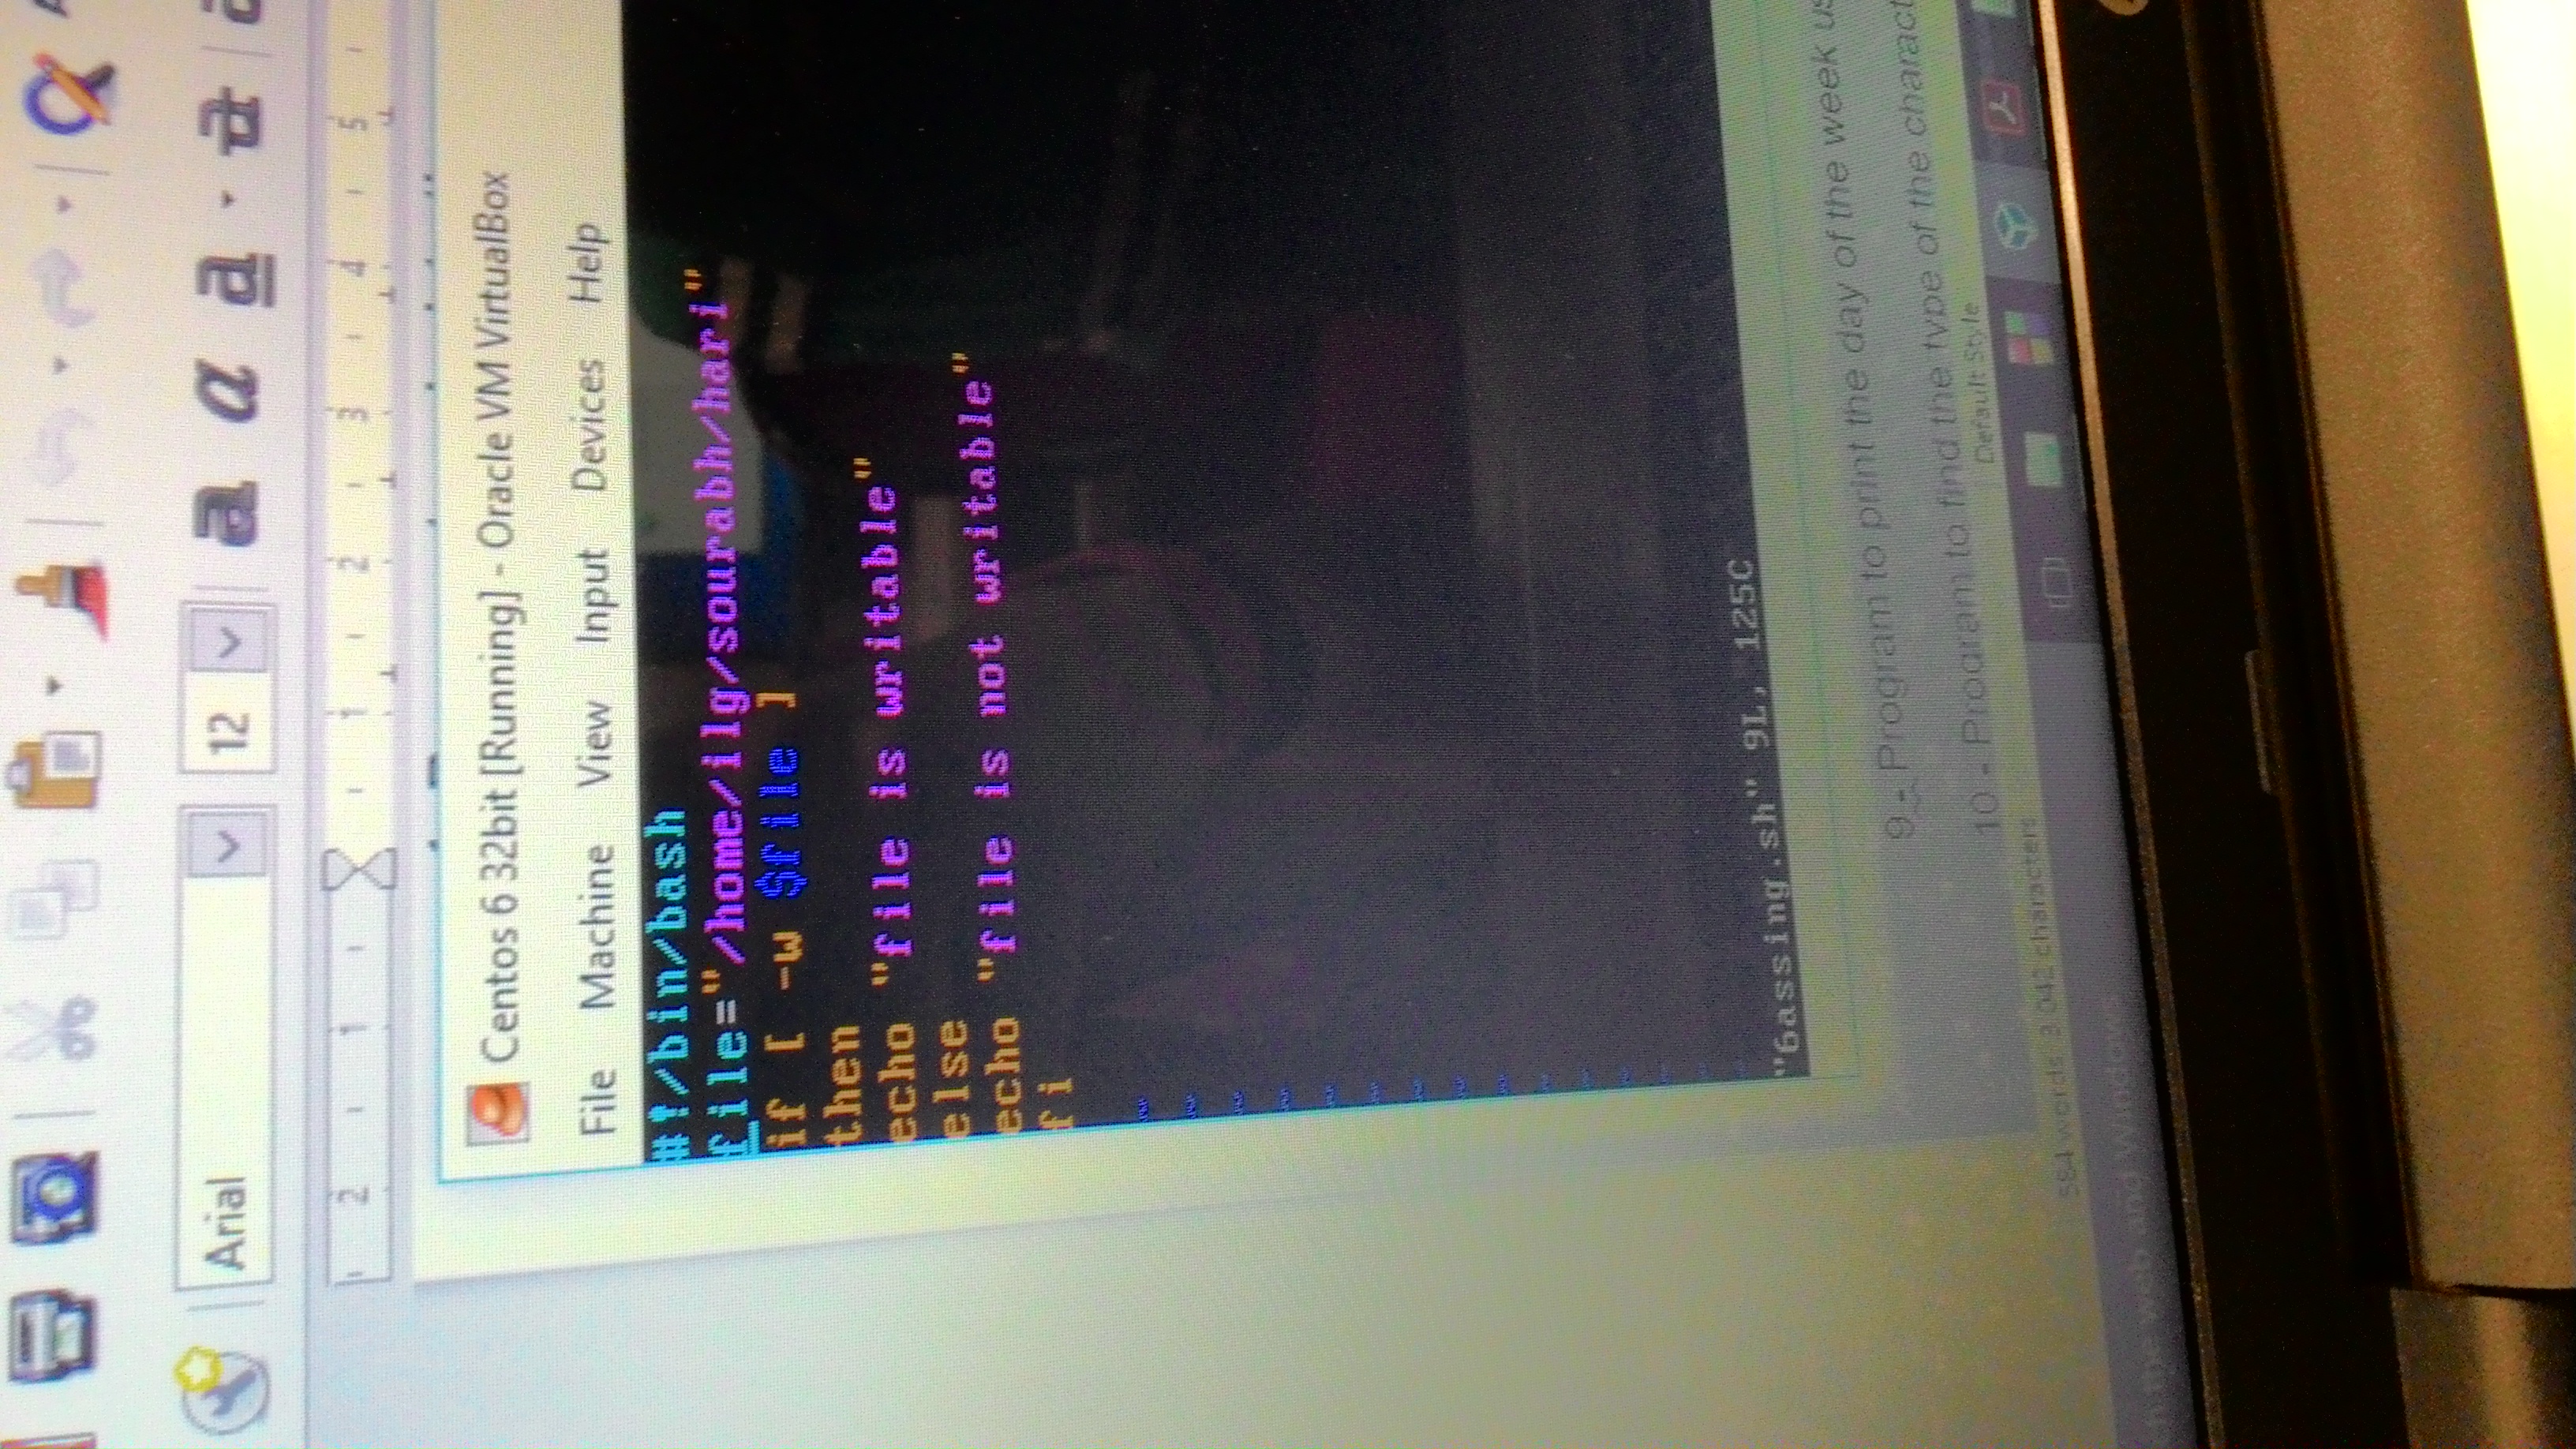 Arial 12
2 1 1 2 3 4 5
Centos 6 32bit [Running] - Oracle VM VirtualBox
File Machine View Input Devices Help
#!/bin/bash
file="/home/ilg/sourabh/hari"
if [ -w $file ]
then
echo "file is writable"
else
echo "file is not writable"
fi
~
~
~
~
~
~
~
~
~
~
~
~
~
~
"6assing.sh" 9L, 125C
9 - Program to print the day of the week us
10 - Program to find the type of the charact
Default Style
584 words, 3,042 characters
h the web and Windows